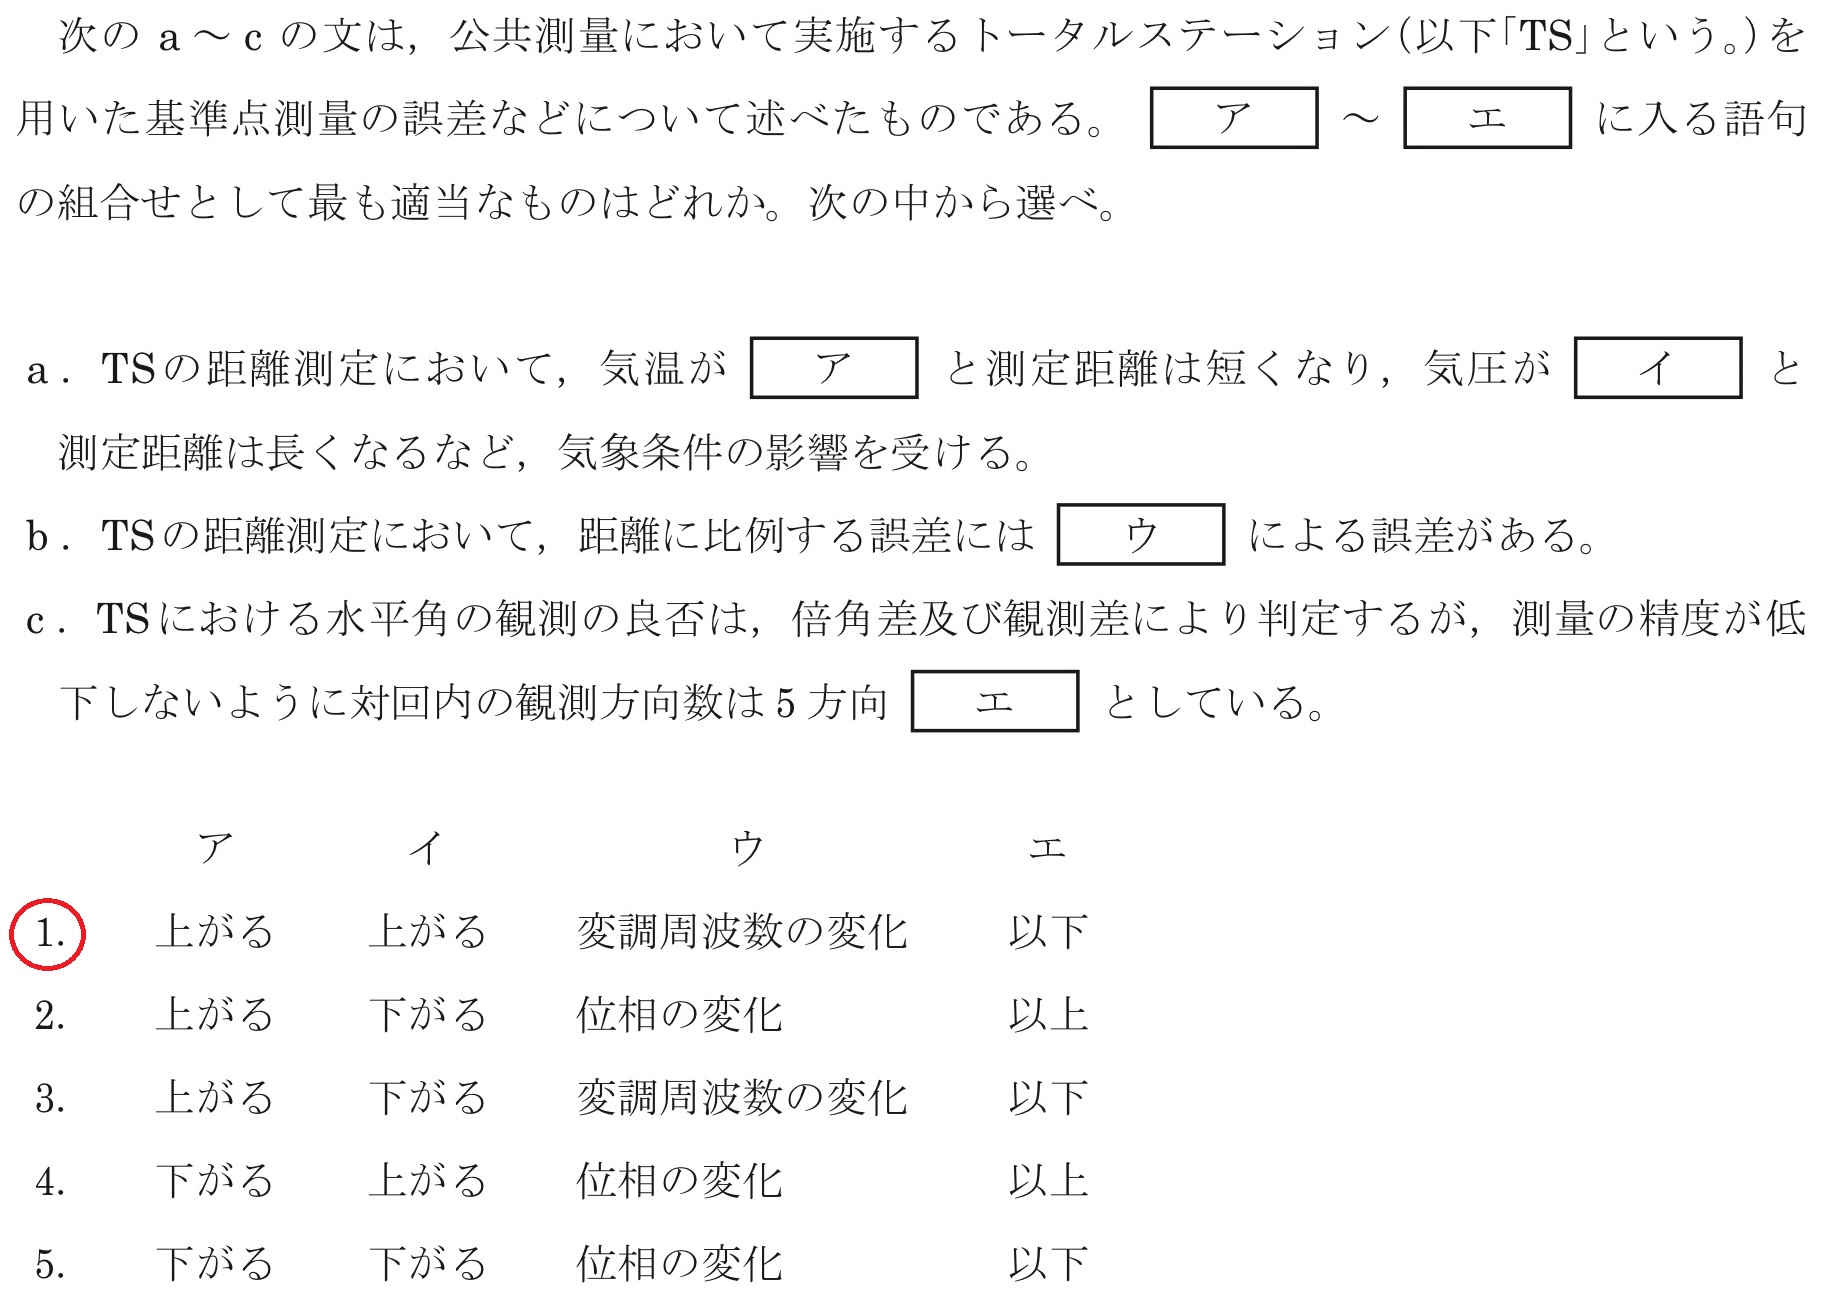 次の a ～ c の文は，公共測量において実施するトータルステーション(以下｢TS｣という。)を
用いた基準点測量の誤差などについて述べたものである。 ア ～ エ に入る語句
の組合せとして最も適当なものはどれか。次の中から選べ。
a．TSの距離測定において，気温が ア と測定距離は短くなり，気圧が イ と
測定距離は長くなるなど，気象条件の影響を受ける。
b．TSの距離測定において，距離に比例する誤差には ウ による誤差がある。
c．TSにおける水平角の観測の良否は，倍角差及び観測差により判定するが，測量の精度が低
下しないように対回内の観測方向数は 5 方向 エ としている。
ア イ ウ エ
1. 上がる 上がる 変調周波数の変化 以下
2. 上がる 下がる 位相の変化 以上
3. 上がる 下がる 変調周波数の変化 以下
4. 下がる 上がる 位相の変化 以上
5. 下がる 下がる 位相の変化 以下